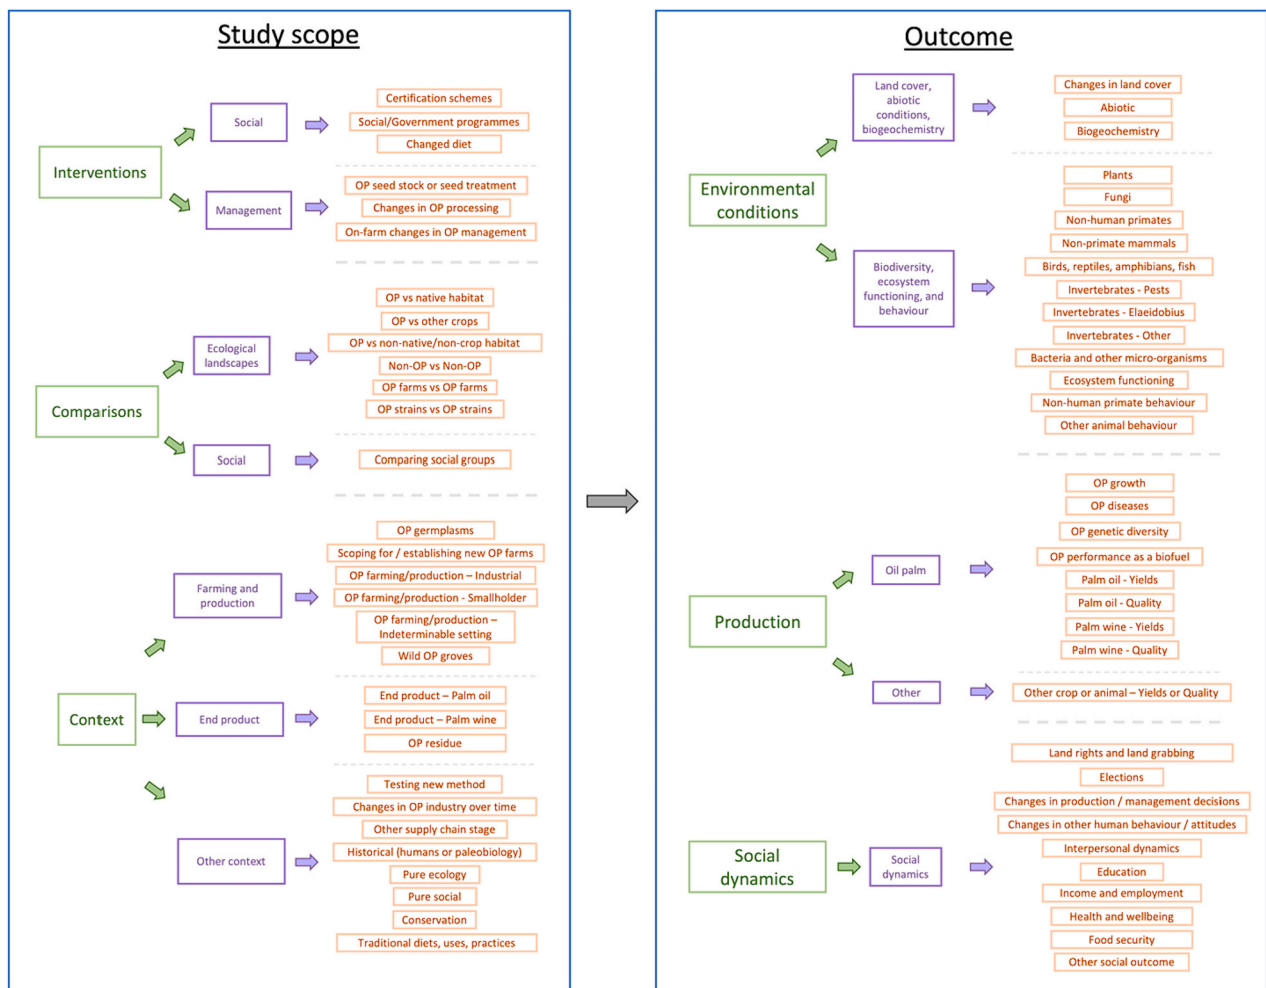 Study scope
Interventions
Social
Certification schemes
Social/Government programmes
Changed diet
Management
OP seed stock or seed treatment
Changes in OP processing
On-farm changes in OP management
Comparisons
Ecological
landscapes
OP vs native habitat
OP vs other crops
OP vs non-native/non-crop habitat
Non-OP vs Non-OP
OP farms vs OP farms
OP strains vs OP strains
Social
Comparing social groups
Context
Farming and
production
OP germplasms
Scoping for / establishing new OP farms
OP farming/production – Industrial
OP farming/production - Smallholder
OP farming/production –
Indeterminable setting
Wild OP groves
End product
End product – Palm oil
End product – Palm wine
OP residue
Other context
Testing new method
Changes in OP industry over time
Other supply chain stage
Historical (humans or paleobiology)
Pure ecology
Pure social
Conservation
Traditional diets, uses, practices
Outcome
Environmental
conditions
Land cover,
abiotic
conditions,
biogeochemistry
Changes in land cover
Abiotic
Biogeochemistry
Biodiversity,
ecosystem
functioning, and
behaviour
Plants
Fungi
Non-human primates
Non-primate mammals
Birds, reptiles, amphibians, fish
Invertebrates - Pests
Invertebrates - Elaeidobius
Invertebrates - Other
Bacteria and other micro-organisms
Ecosystem functioning
Non-human primate behaviour
Other animal behaviour
Production
Oil palm
OP growth
OP diseases
OP genetic diversity
OP performance as a biofuel
Palm oil - Yields
Palm oil - Quality
Palm wine - Yields
Palm wine - Quality
Other
Other crop or animal – Yields or Quality
Social
dynamics
Social
dynamics
Land rights and land grabbing
Elections
Changes in production / management decisions
Changes in other human behaviour / attitudes
Interpersonal dynamics
Education
Income and employment
Health and wellbeing
Food security
Other social outcome